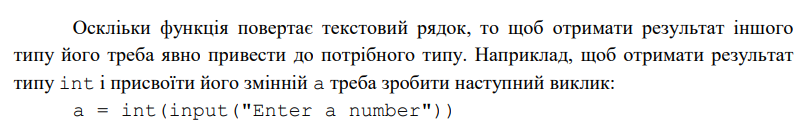 Оскліьки функція повертає текстовий рядок, то щоб отримати результат іншого
типу його треба явно привести до потрібного типу. Наприклад, щоб отримати результат
типу int і присвоїти його змінній a треба зробити наступний виклик:
a = int(input("Enter a number"))